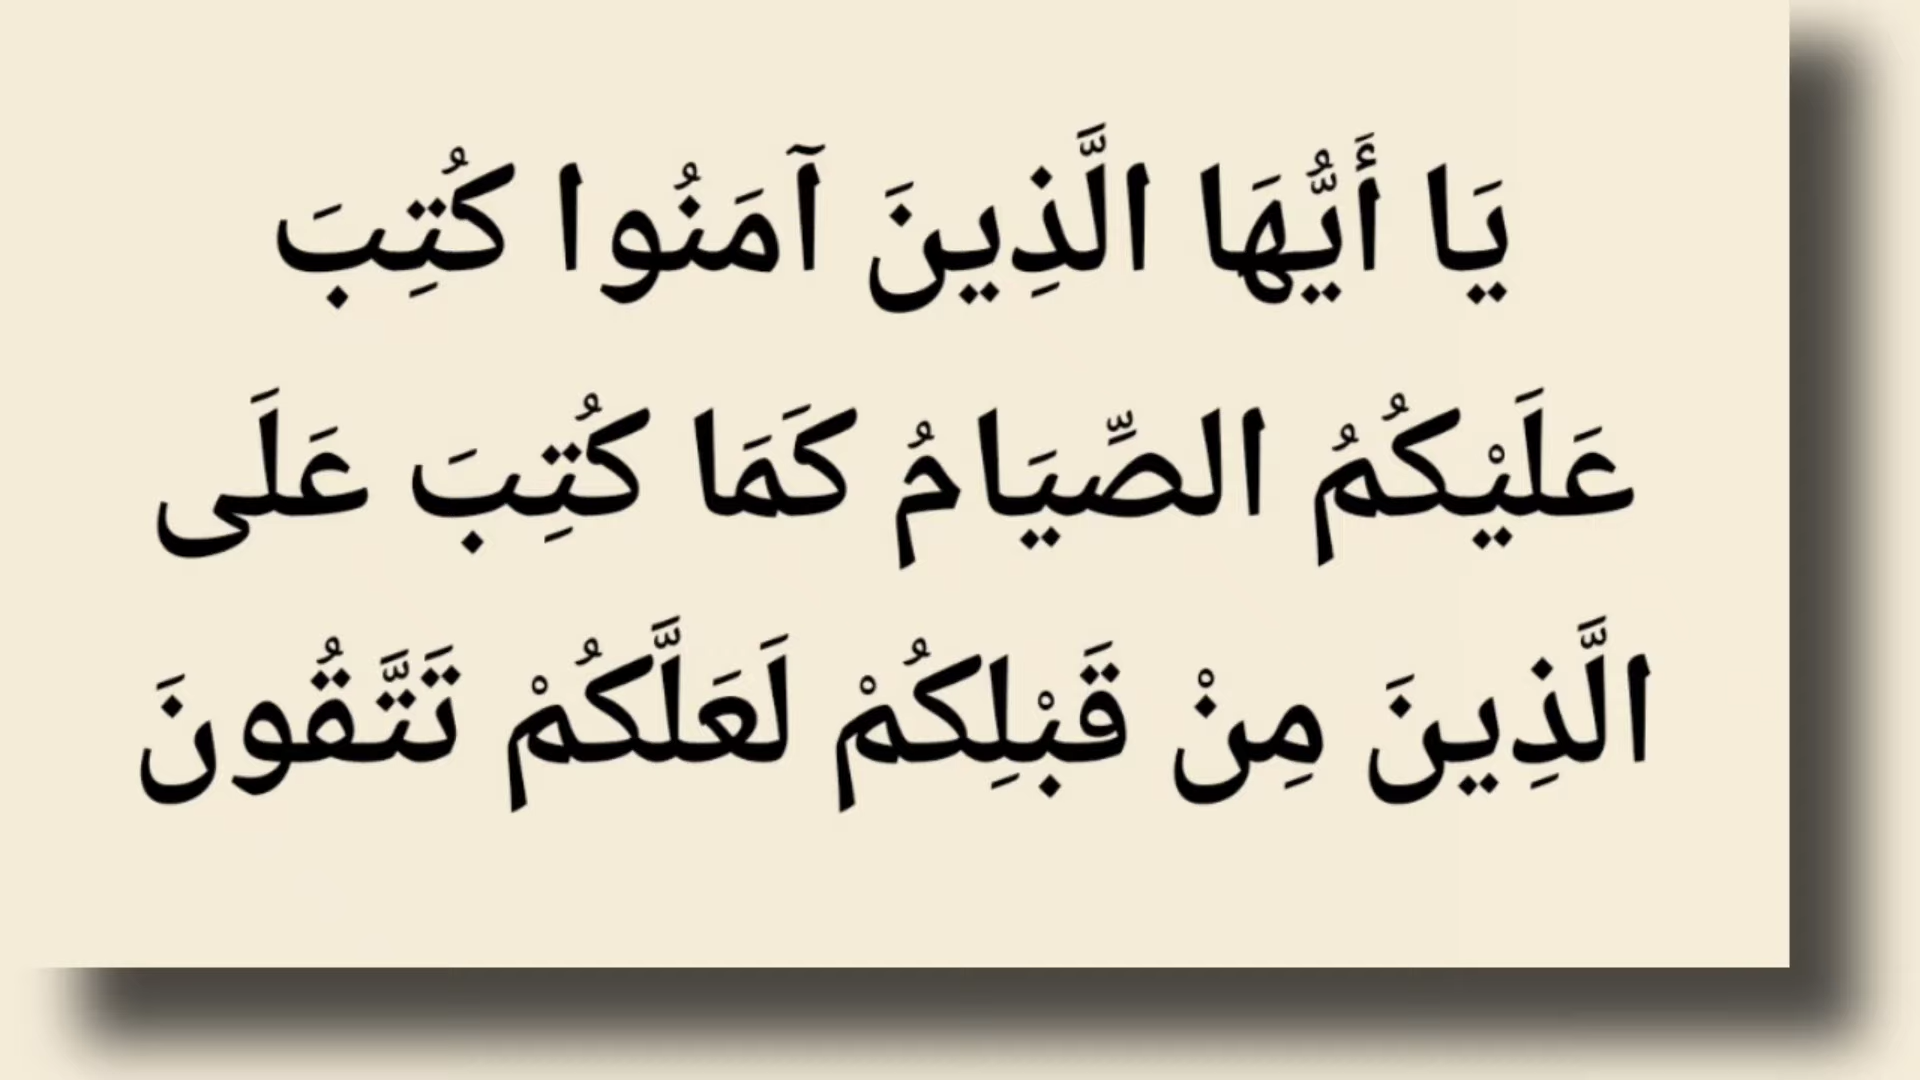 يَا أَيُّهَا الَّذِينَ آمَنُوا كُتِبَ
عَلَيْكُمُ الصِّيَامُ كَمَا كُتِبَ عَلَى
الَّذِينَ مِنْ قَبْلِكُمْ لَعَلَّكُمْ تَتَّقُونَ